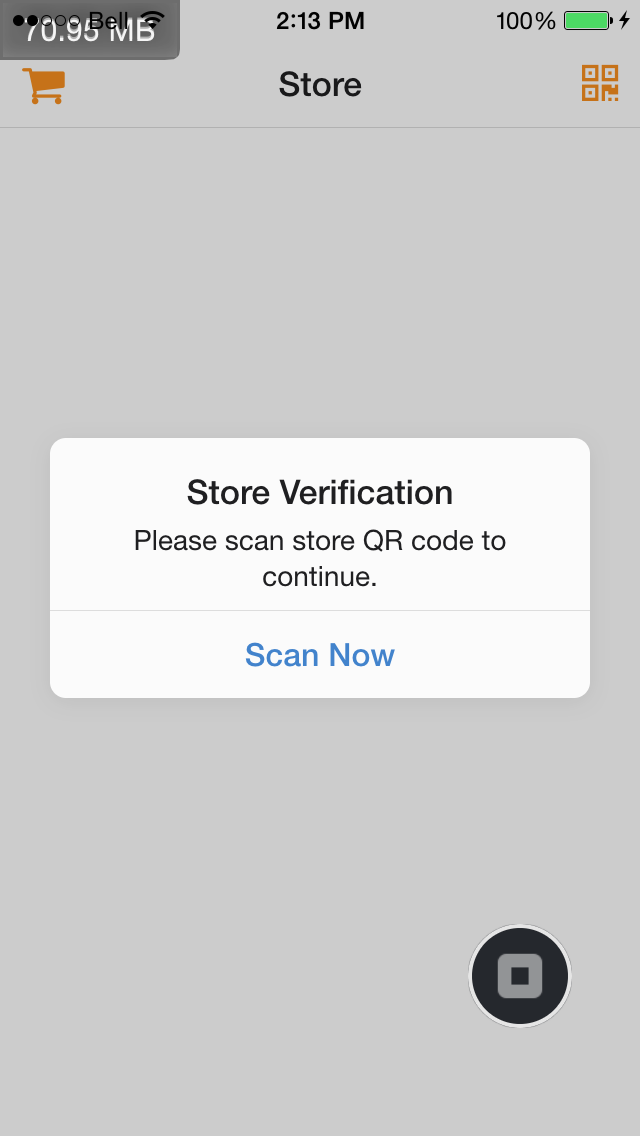 Bell 2:13 PM 100%
70.95 MB
Store
Store Verification
Please scan store QR code to
continue.
Scan Now